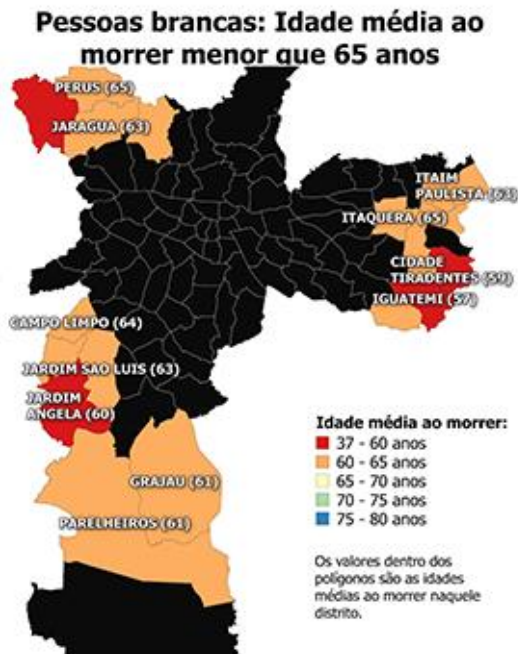 Pessoas brancas: Idade média ao
morrer menor que 65 anos
PERUS (65)
JARAGUA (63)
ITAIM
PAULISTA (63)
ITAQUERA (65)
CIDADE
TIRADENTES (59)
IGUATEMI (57)
CAMPO LIMPO (64)
JARDIM SAO LUIS (63)
JARDIM
ANGELA (60)
GRAJAU (61)
PARELHEIROS (61)
Idade média ao morrer:
37 - 60 anos
60 - 65 anos
65 - 70 anos
70 - 75 anos
75 - 80 anos
Os valores dentro dos
polígonos são as idades
médias ao morrer naquele
distrito.